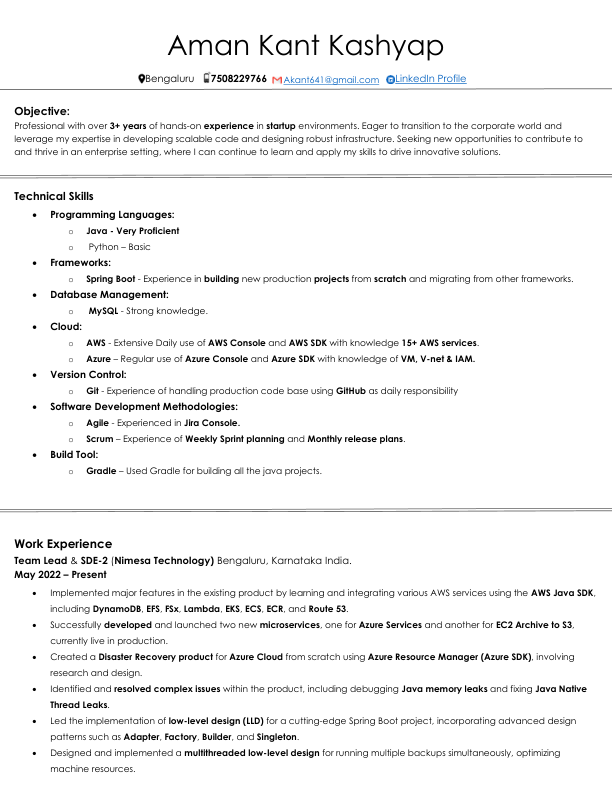 Aman Kant Kashyap
Bengaluru 7508229766 Akant641@gmail.com LinkedIn Profile
Objective:
Professional with over 3+ years of hands-on experience in startup environments. Eager to transition to the corporate world and
leverage my expertise in developing scalable code and designing robust infrastructure. Seeking new opportunities to contribute to
and thrive in an enterprise setting, where I can continue to learn and apply my skills to drive innovative solutions.
Technical Skills
• Programming Languages:
o Java - Very Proficient
o Python – Basic
• Frameworks:
o Spring Boot - Experience in building new production projects from scratch and migrating from other frameworks.
• Database Management:
o MySQL - Strong knowledge.
• Cloud:
o AWS - Extensive Daily use of AWS Console and AWS SDK with knowledge 15+ AWS services.
o Azure – Regular use of Azure Console and Azure SDK with knowledge of VM, V-net & IAM.
• Version Control:
o Git - Experience of handling production code base using GitHub as daily responsibility
• Software Development Methodologies:
o Agile - Experienced in Jira Console.
o Scrum – Experience of Weekly Sprint planning and Monthly release plans.
• Build Tool:
o Gradle – Used Gradle for building all the java projects.
Work Experience
Team Lead & SDE-2 (Nimesa Technology) Bengaluru, Karnataka India.
May 2022 – Present
• Implemented major features in the existing product by learning and integrating various AWS services using the AWS Java SDK,
including DynamoDB, EFS, FSx, Lambda, EKS, ECS, ECR, and Route 53.
• Successfully developed and launched two new microservices, one for Azure Services and another for EC2 Archive to S3,
currently live in production.
• Created a Disaster Recovery product for Azure Cloud from scratch using Azure Resource Manager (Azure SDK), involving
research and design.
• Identified and resolved complex issues within the product, including debugging Java memory leaks and fixing Java Native
Thread Leaks.
• Led the implementation of low-level design (LLD) for a cutting-edge Spring Boot project, incorporating advanced design
patterns such as Adapter, Factory, Builder, and Singleton.
• Designed and implemented a multithreaded low-level design for running multiple backups simultaneously, optimizing
machine resources.